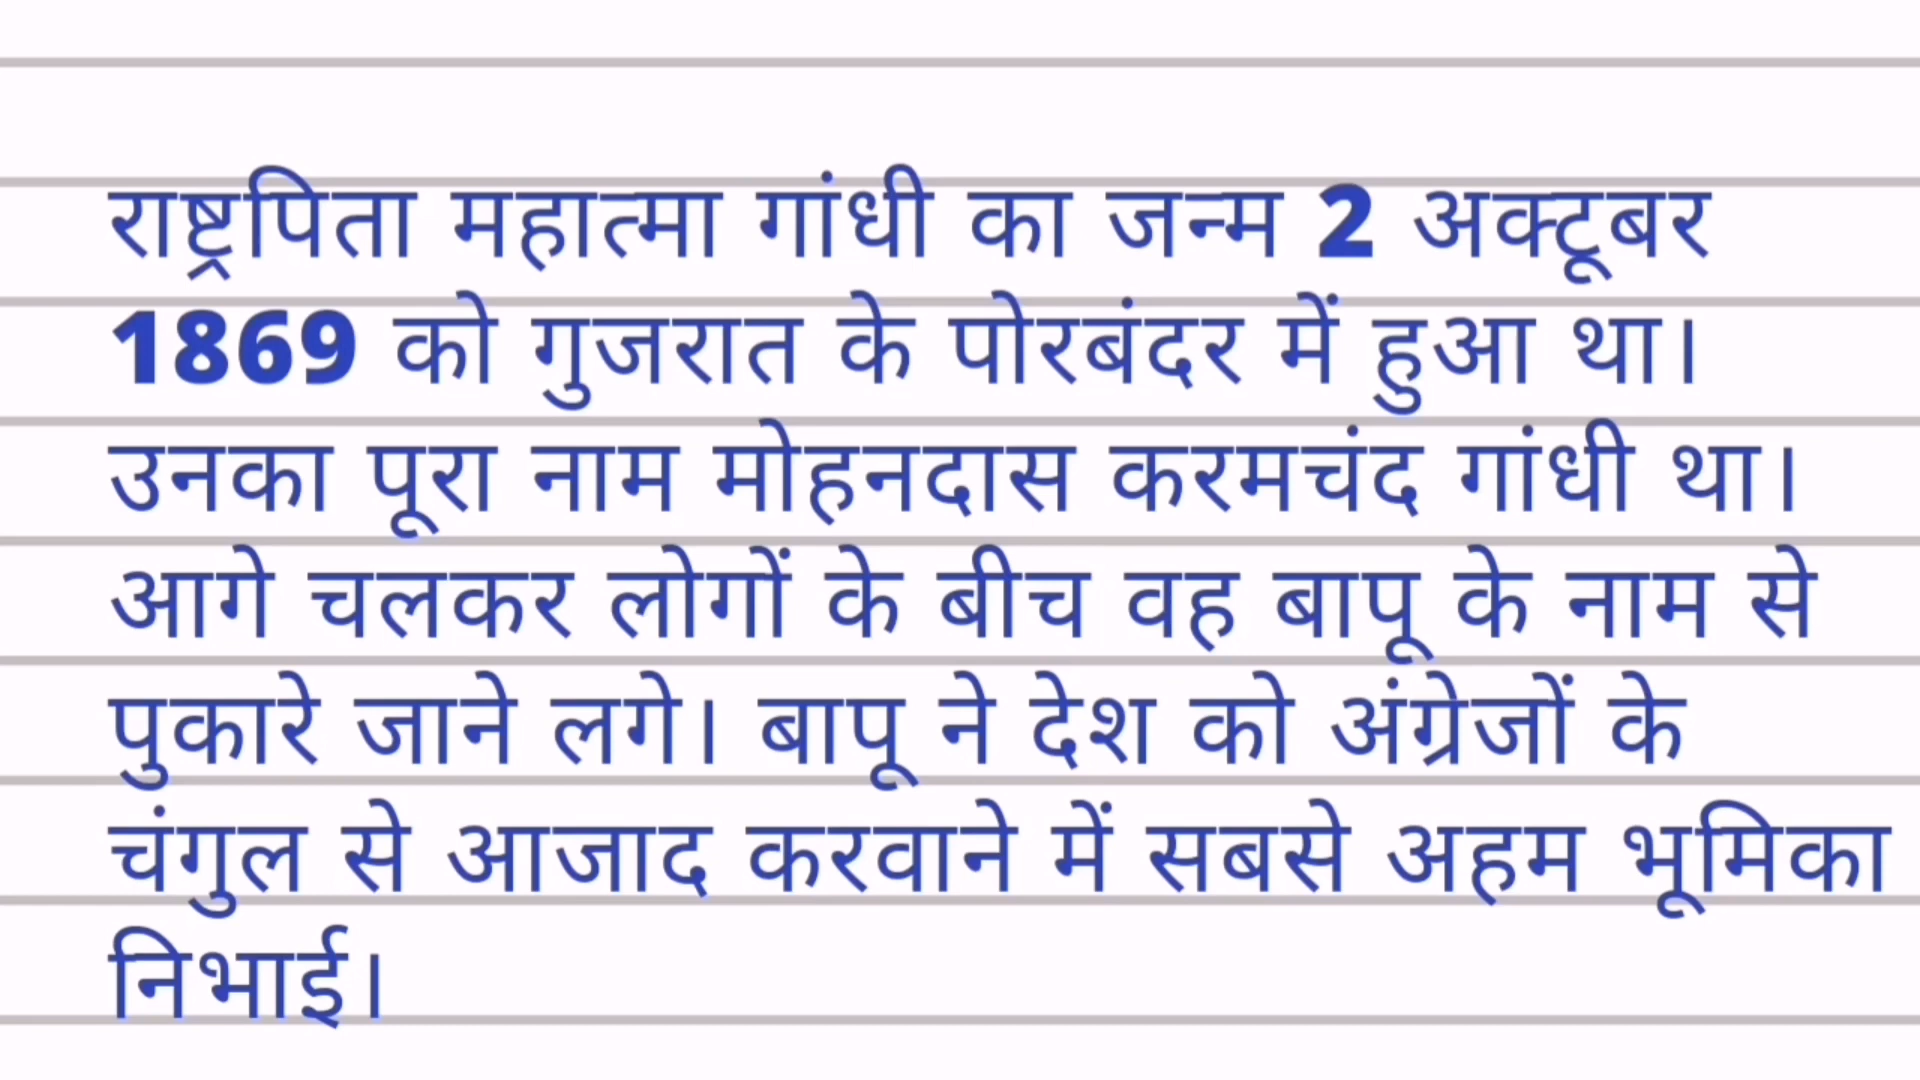 राष्ट्रपिता महात्मा गांधी का जन्म 2 अक्टूबर
1869 को गुजरात के पोरबंदर में हुआ था।
उनका पूरा नाम मोहनदास करमचंद गांधी था।
आगे चलकर लोगों के बीच वह बापू के नाम से
पुकारे जाने लगे। बापू ने देश को अंग्रेजों के
चंगुल से आजाद करवाने में सबसे अहम भूमिका
निभाई।